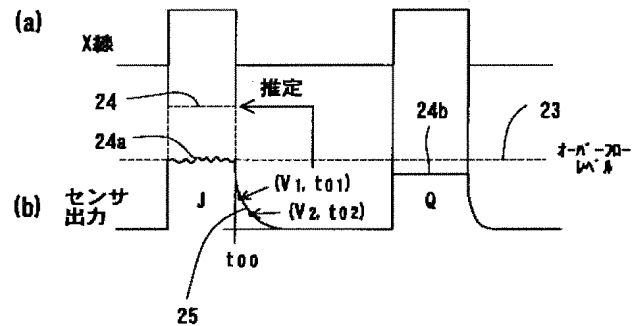 (a)
X線
24
推定
24b
23
24a
オーバーフロー
レベル
(V1, t01)
(b)
センサ
出力
J
(V2, t02)
Q
t00
25